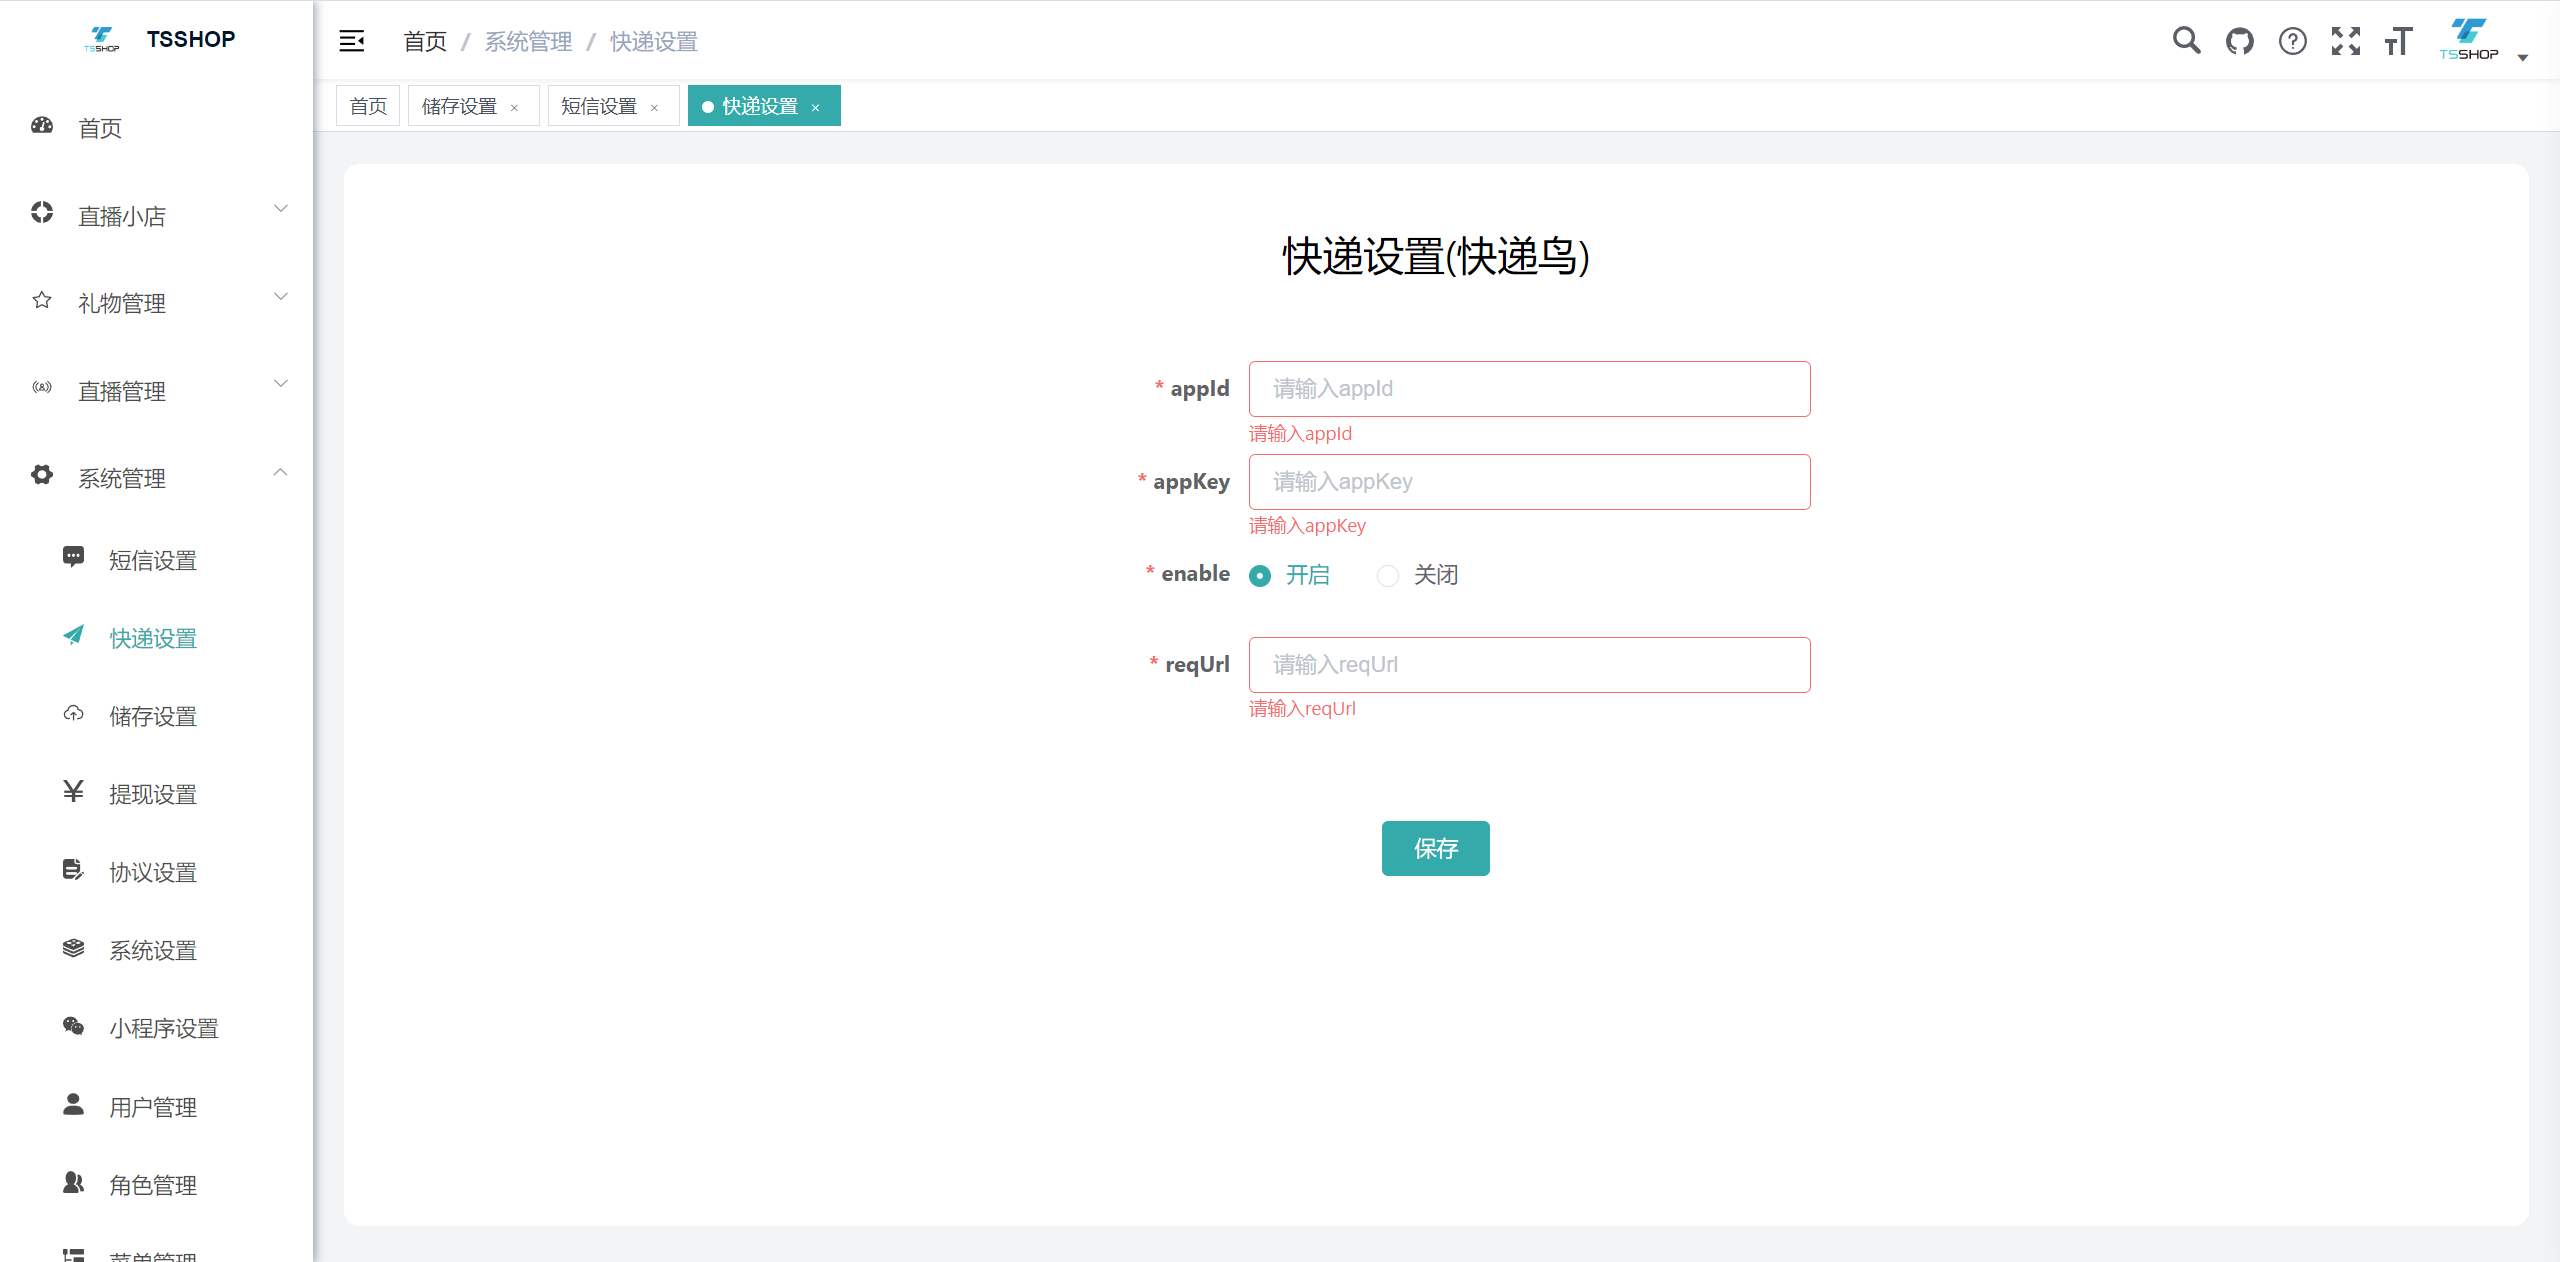 TSSHOP
TSSHOP
首页 / 系统管理 / 快递设置
TSSHOP
首页
储存设置 ×
短信设置 ×
快递设置 ×
首页
直播小店
礼物管理
直播管理
系统管理
短信设置
快递设置
储存设置
提现设置
协议设置
系统设置
小程序设置
用户管理
角色管理
菜单管理
快递设置(快递鸟)
* appId 请输入appId
请输入appId
* appKey 请输入appKey
请输入appKey
* enable 开启 关闭
* reqUrl 请输入reqUrl
请输入reqUrl
保存